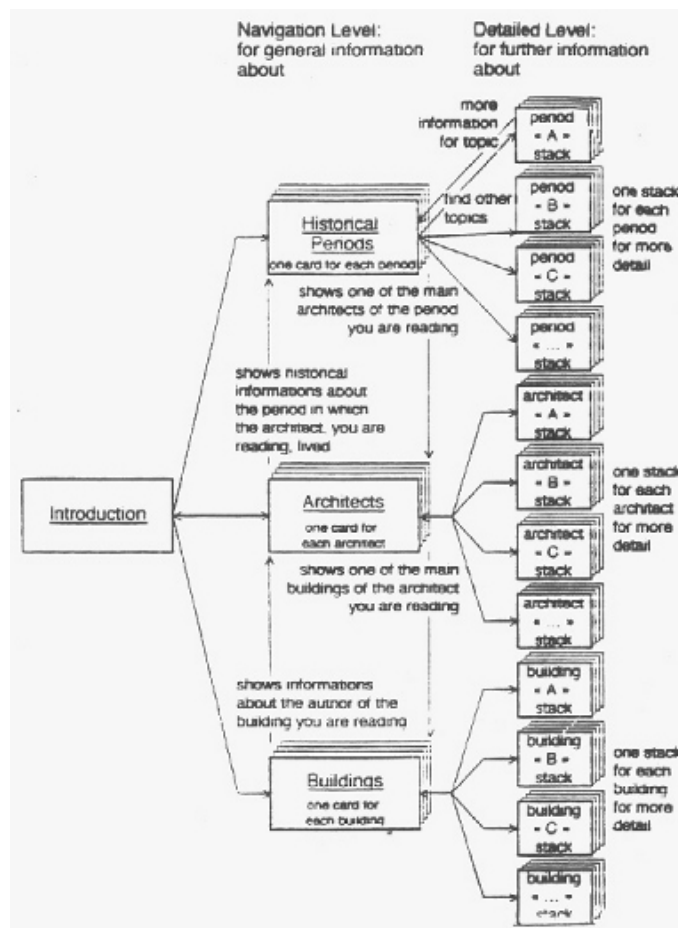 Navigation Level:
for general information
about
Detailed Level:
for further information
about
more
information
for topic
find other
topics
period
« A »
stack
period
« B »
stack
period
« C »
stack
period
« ... »
stack
one stack
for each
period
for more
detail
Historical
Periods
one card for each period
shows one of the main
architects of the period
you are reading
shows historical
informations about
the period in which
the architect, you are
reading, lived
Introduction
Architects
one card for
each architect
architect
« A »
stack
architect
« B »
stack
architect
« C »
stack
architect
« ... »
stack
one stack
for each
architect
for more
detail
shows one of the main
buildings of the architect
you are reading
shows informations
about the author of the
building you are reading
Buildings
one card for
each building
building
« A »
stack
building
« B »
stack
building
« C »
stack
building
« ... »
stack
one stack
for each
building
for more
detail